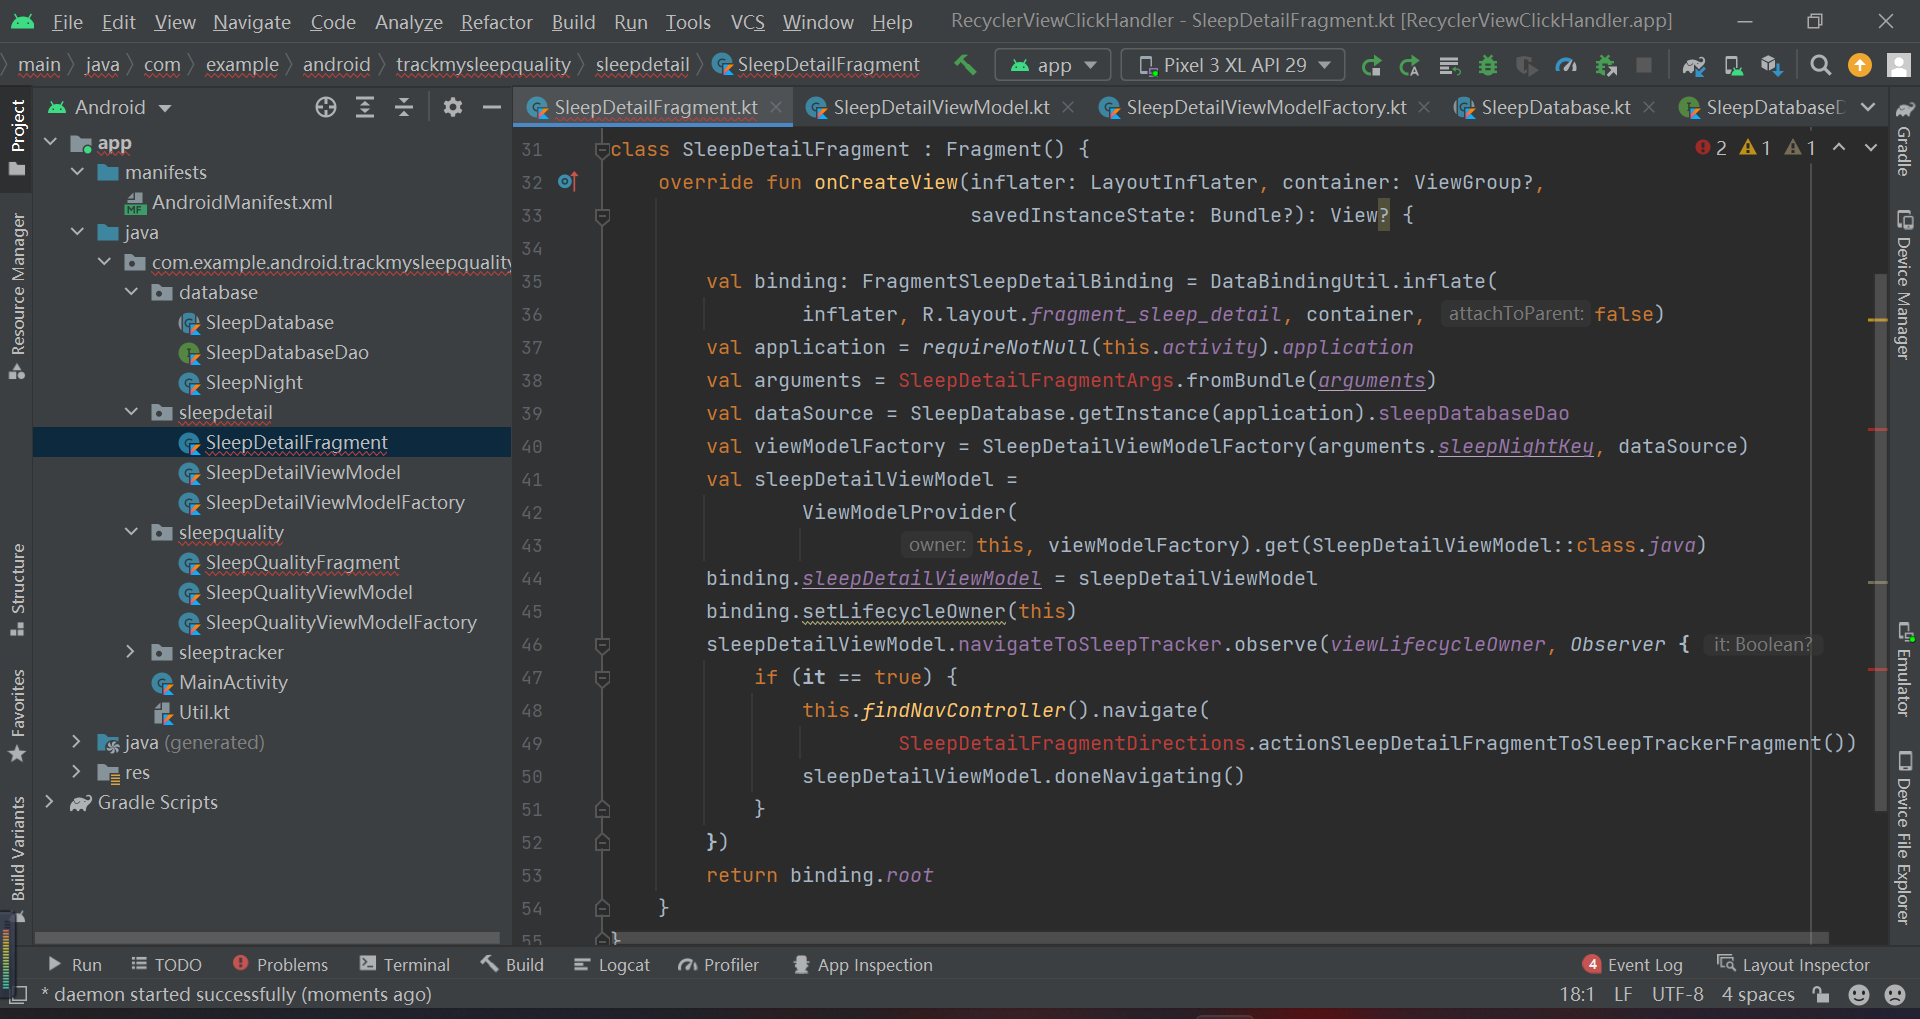 File Edit View Navigate Code Analyze Refactor Build Run Tools VCS Window Help RecyclerViewClickHandler - SleepDetailFragment.kt [RecyclerViewClickHandler.app]
main java com example android trackmysleepquality sleepdetail SleepDetailFragment app Pixel 3 XL API 29
Android
SleepDetailFragment.kt SleepDetailViewModel.kt SleepDetailViewModelFactory.kt SleepDatabase.kt SleepDatabaseD
Project
Resource Manager
Structure
Favorites
Build Variants
app
manifests
AndroidManifest.xml
java
com.example.android.trackmysleepquality
database
SleepDatabase
SleepDatabaseDao
SleepNight
sleepdetail
SleepDetailFragment
SleepDetailViewModel
SleepDetailViewModelFactory
sleepquality
SleepQualityFragment
SleepQualityViewModel
SleepQualityViewModelFactory
sleeptracker
MainActivity
Util.kt
java (generated)
res
Gradle Scripts
2 1 1
31 class SleepDetailFragment : Fragment() {
32 override fun onCreateView(inflater: LayoutInflater, container: ViewGroup?,
33 savedInstanceState: Bundle?): View? {
34
35 val binding: FragmentSleepDetailBinding = DataBindingUtil.inflate(
36 inflater, R.layout.fragment_sleep_detail, container, attachToParent: false)
37 val application = requireNotNull(this.activity).application
38 val arguments = SleepDetailFragmentArgs.fromBundle(arguments)
39 val dataSource = SleepDatabase.getInstance(application).sleepDatabaseDao
40 val viewModelFactory = SleepDetailViewModelFactory(arguments.sleepNightKey, dataSource)
41 val sleepDetailViewModel =
42 ViewModelProvider(
43 owner: this, viewModelFactory).get(SleepDetailViewModel::class.java)
44 binding.sleepDetailViewModel = sleepDetailViewModel
45 binding.setLifecycleOwner(this)
46 sleepDetailViewModel.navigateToSleepTracker.observe(viewLifecycleOwner, Observer { it: Boolean?
47 if (it == true) {
48 this.findNavController().navigate(
49 SleepDetailFragmentDirections.actionSleepDetailFragmentToSleepTrackerFragment())
50 sleepDetailViewModel.doneNavigating()
51 }
52 })
53 return binding.root
54 }
55 }
Gradle
Device Manager
Emulator
Device File Explorer
Run TODO Problems Terminal Build Logcat Profiler App Inspection 4 Event Log Layout Inspector
* daemon started successfully (moments ago) 18:1 LF UTF-8 4 spaces